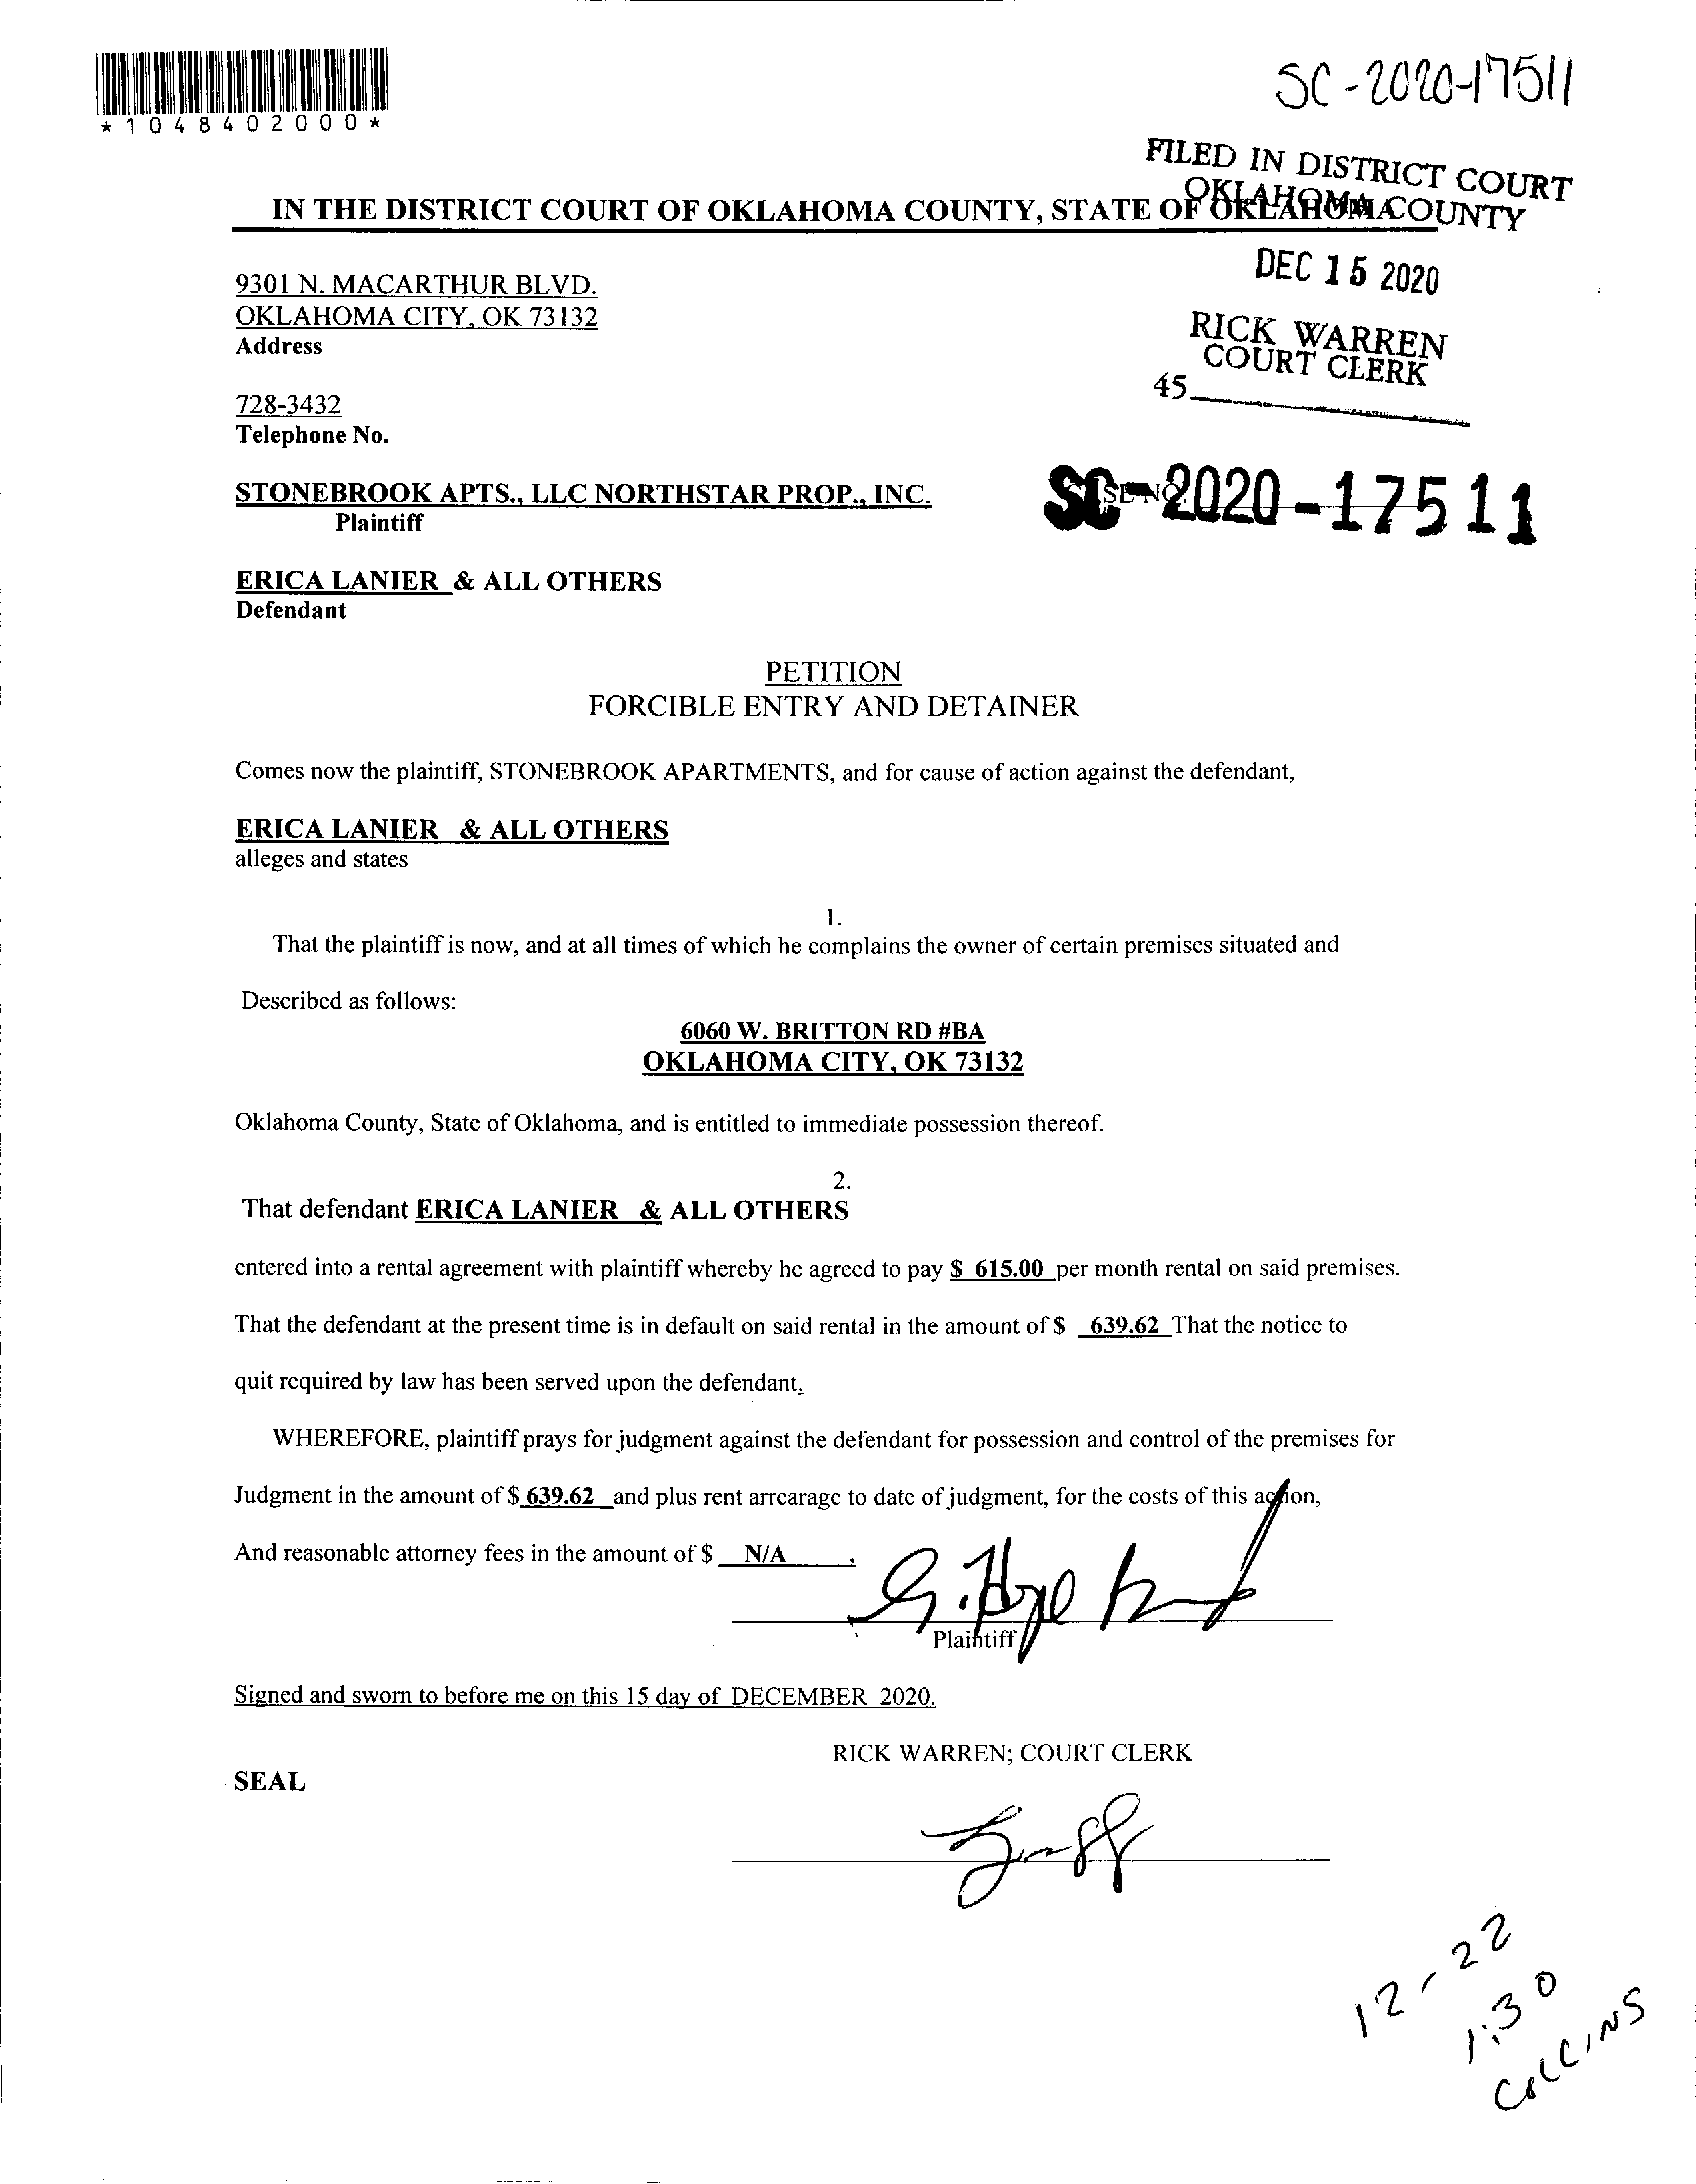 SC-2020-17511
*1048402000*
FILED IN DISTRICT COURT
OKLAHOMA COUNTY
IN THE DISTRICT COURT OF OKLAHOMA COUNTY, STATE OF OKLAHOMA
DEC 15 2020
9301 N. MACARTHUR BLVD.
OKLAHOMA CITY, OK 73132
Address
RICK WARREN
COURT CLERK
45
728-3432
Telephone No.
STONEBROOK APTS., LLC NORTHSTAR PROP., INC.
SC-2020-17511
Plaintiff
ERICA LANIER & ALL OTHERS
Defendant
PETITION
FORCIBLE ENTRY AND DETAINER
Comes now the plaintiff, STONEBROOK APARTMENTS, and for cause of action against the defendant,
ERICA LANIER & ALL OTHERS
alleges and states
1.
That the plaintiff is now, and at all times of which he complains the owner of certain premises situated and
Described as follows:
6060 W. BRITTON RD #BA
OKLAHOMA CITY, OK 73132
Oklahoma County, State of Oklahoma, and is entitled to immediate possession thereof.
2.
That defendant ERICA LANIER & ALL OTHERS
entered into a rental agreement with plaintiff whereby he agreed to pay $ 615.00 per month rental on said premises.
That the defendant at the present time is in default on said rental in the amount of $ 639.62 That the notice to
quit required by law has been served upon the defendant.
WHEREFORE, plaintiff prays for judgment against the defendant for possession and control of the premises for
Judgment in the amount of $ 639.62 and plus rent arrearage to date of judgment, for the costs of this action,
And reasonable attorney fees in the amount of $ N/A .
Plaintiff
Signed and sworn to before me on this 15 day of DECEMBER 2020.
RICK WARREN; COURT CLERK
SEAL
12-22
1:30
COLLINS